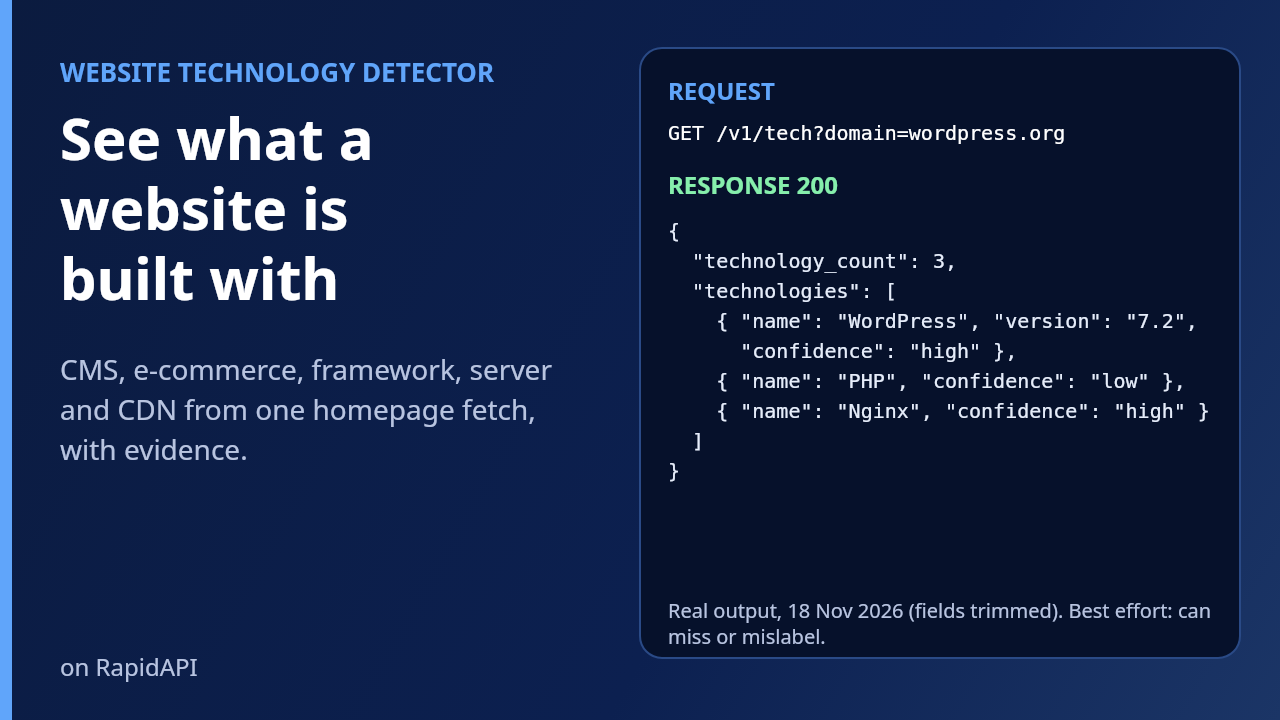 WEBSITE TECHNOLOGY DETECTOR
See what a
website is
built with
CMS, e-commerce, framework, server
and CDN from one homepage fetch,
with evidence.
on RapidAPI
REQUEST
GET /v1/tech?domain=wordpress.org
RESPONSE 200
{
  "technology_count": 3,
  "technologies": [
    { "name": "WordPress", "version": "7.2",
      "confidence": "high" },
    { "name": "PHP", "confidence": "low" },
    { "name": "Nginx", "confidence": "high" }
  ]
}
Real output, 18 Nov 2026 (fields trimmed). Best effort: can
miss or mislabel.